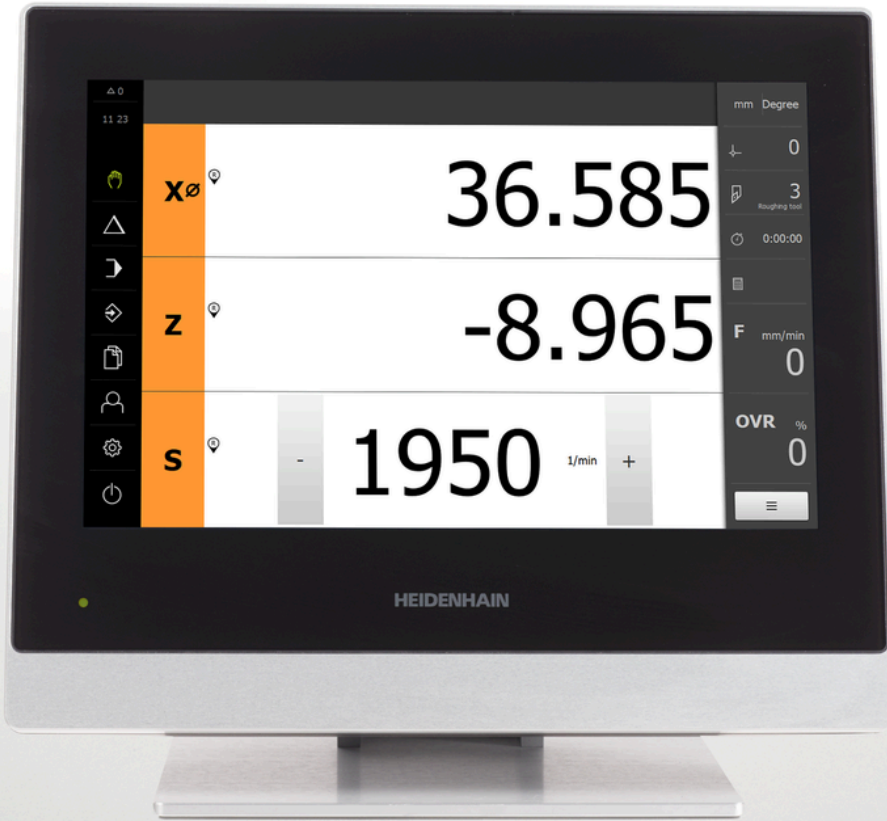 0
11 23
X⌀
R
36.585
Z
R
-8.965
S
R
-
1950
1/min
+
mm Degree
0
3
Roughing tool
0:00:00
F
mm/min
0
OVR
%
0
HEIDENHAIN